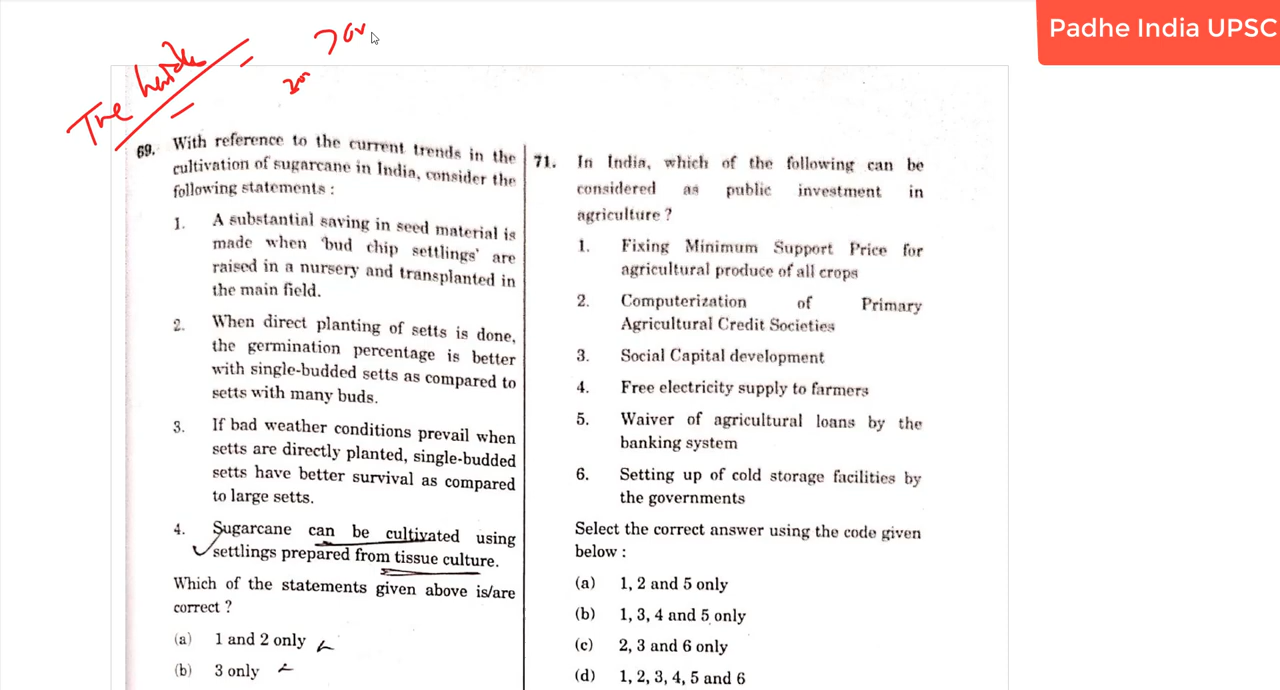 Padhe India UPSC
The
69. With reference to the current trends in the
cultivation of sugarcane in India, consider the
following statements :
1. A substantial saving in seed material is
made when 'bud chip settlings' are
raised in a nursery and transplanted in
the main field.
2. When direct planting of setts is done,
the germination percentage is better
with single-budded setts as compared to
setts with many buds.
3. If bad weather conditions prevail when
setts are directly planted, single-budded
setts have better survival as compared
to large setts.
4. Sugarcane can be cultivated using
settlings prepared from tissue culture.
Which of the statements given above is/are
correct ?
(a) 1 and 2 only
(b) 3 only
71. In India, which of the following can be
considered as public investment in
agriculture ?
1. Fixing Minimum Support Price for
agricultural produce of all crops
2. Computerization of Primary
Agricultural Credit Societies
3. Social Capital development
4. Free electricity supply to farmers
5. Waiver of agricultural loans by the
banking system
6. Setting up of cold storage facilities by
the governments
Select the correct answer using the code given
below :
(a) 1, 2 and 5 only
(b) 1, 3, 4 and 5 only
(c) 2, 3 and 6 only
(d) 1, 2, 3, 4, 5 and 6